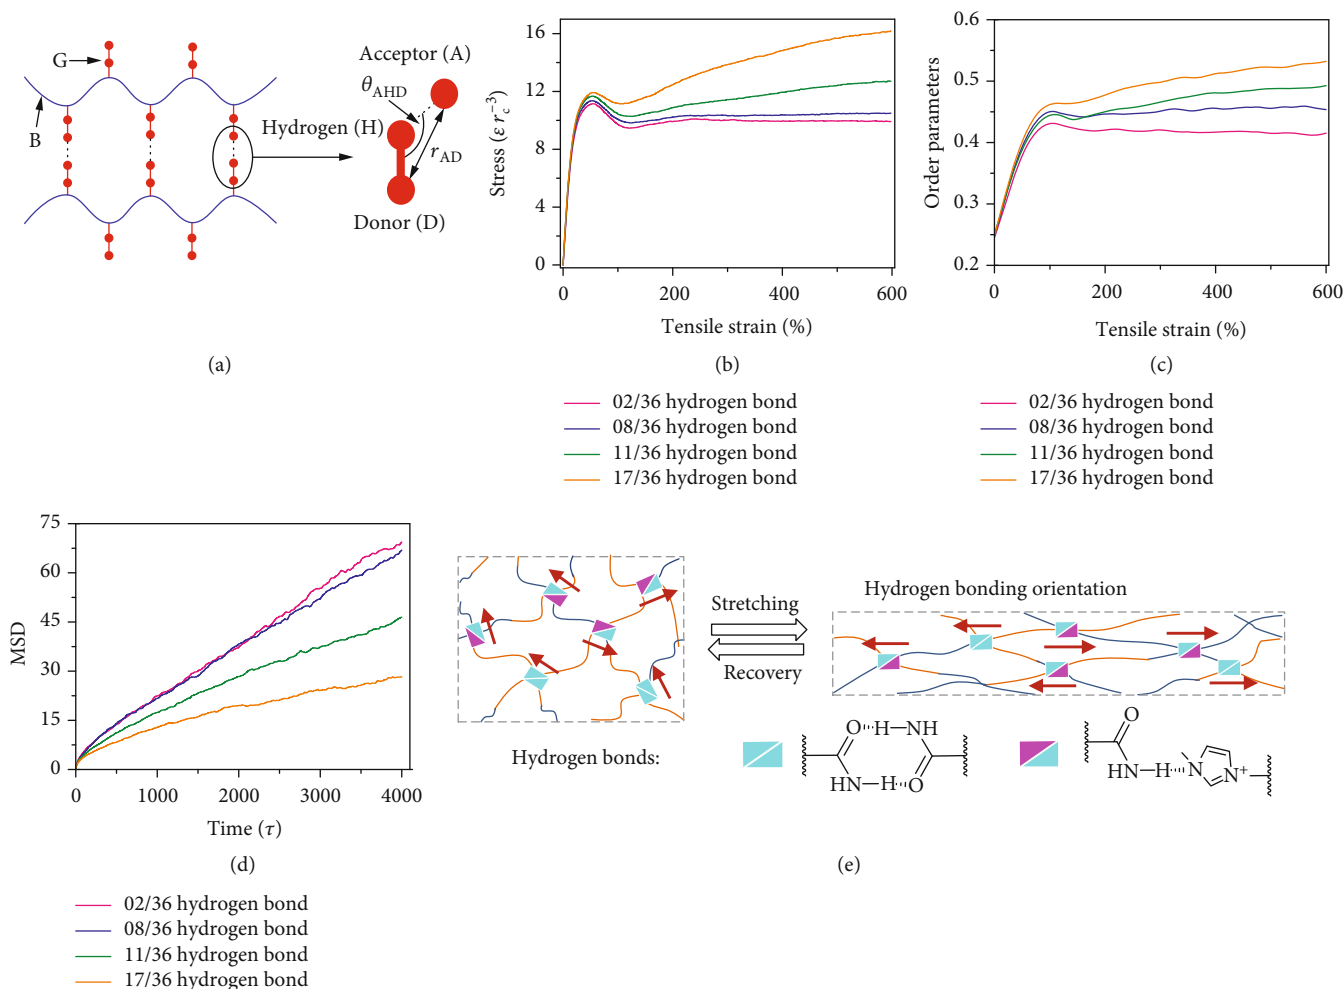 G
B
Acceptor (A)
θAHD
Hydrogen (H)
rAD
Donor (D)
(a)
Stress (ε rc⁻³)
16
12
8
4
0
0
200
400
600
Tensile strain (%)
(b)
02/36 hydrogen bond
08/36 hydrogen bond
11/36 hydrogen bond
17/36 hydrogen bond
Order parameters
0.6
0.5
0.4
0.3
0.2
0
200
400
600
Tensile strain (%)
(c)
02/36 hydrogen bond
08/36 hydrogen bond
11/36 hydrogen bond
17/36 hydrogen bond
MSD
75
60
45
30
15
0
0
1000
2000
3000
4000
Time (τ)
(d)
02/36 hydrogen bond
08/36 hydrogen bond
11/36 hydrogen bond
17/36 hydrogen bond
Stretching
Recovery
Hydrogen bonding orientation
Hydrogen bonds:
O H–NH
HN–H O
O
HN–H N N+
(e)